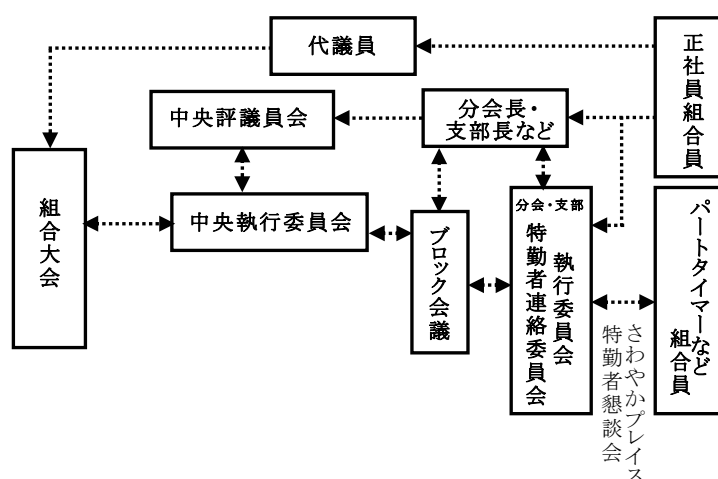 代議員
正社員組合員
中央評議員会
分会長・
支部長など
組合大会
中央執行委員会
ブロック会議
分会・支部
執行委員会
特勤者連絡委員会
パートタイマーなど
組合員
さわやかプレイス
特勤者懇談会